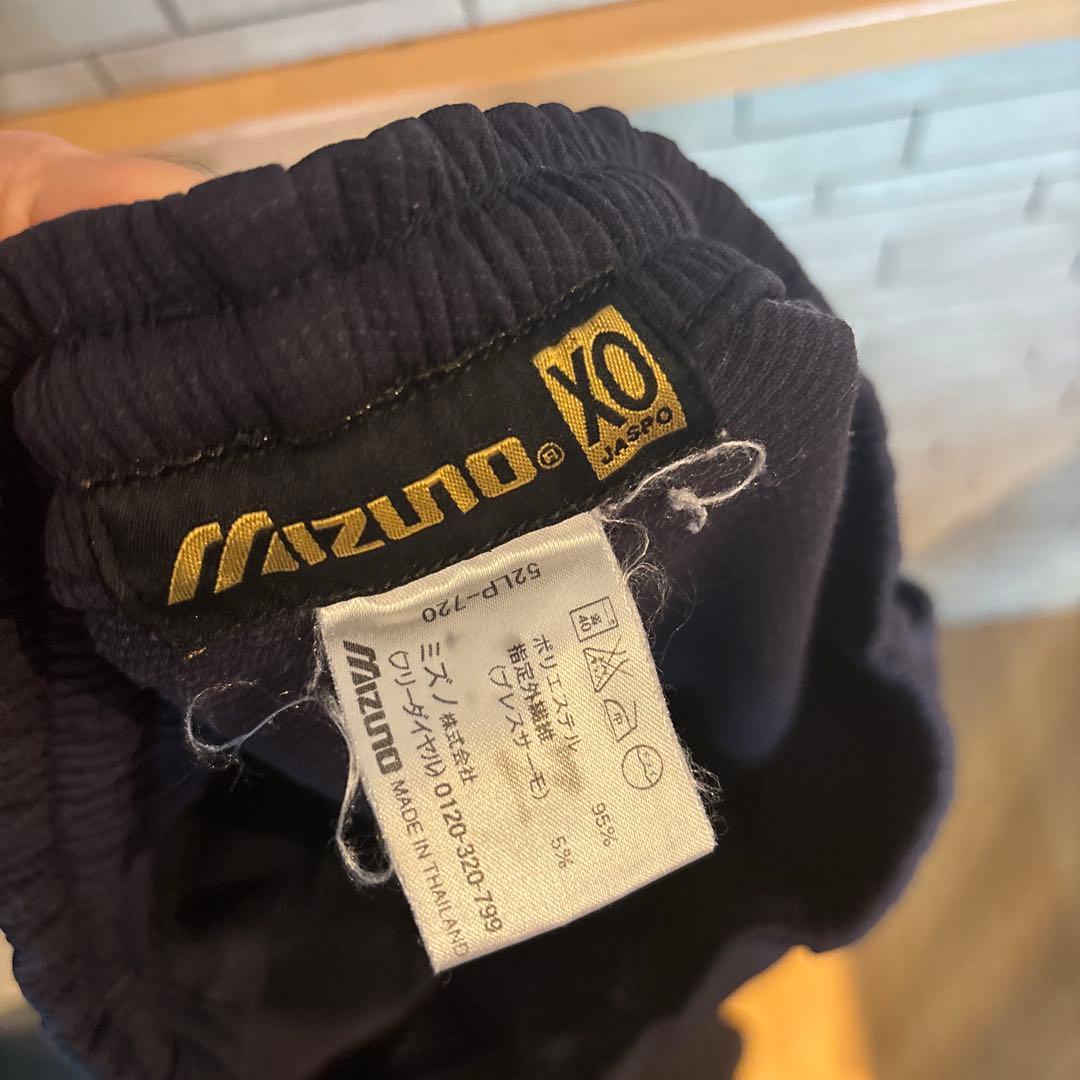 MIZUNO®
XO
JASPO
52LP-720
40
ポリエステル 95%
指定外繊維 5%
(ブレスサーモ)
ミズノ株式会社
(フリーダイヤル) 0120-320-799
MIZUNO MADE IN THAILAND